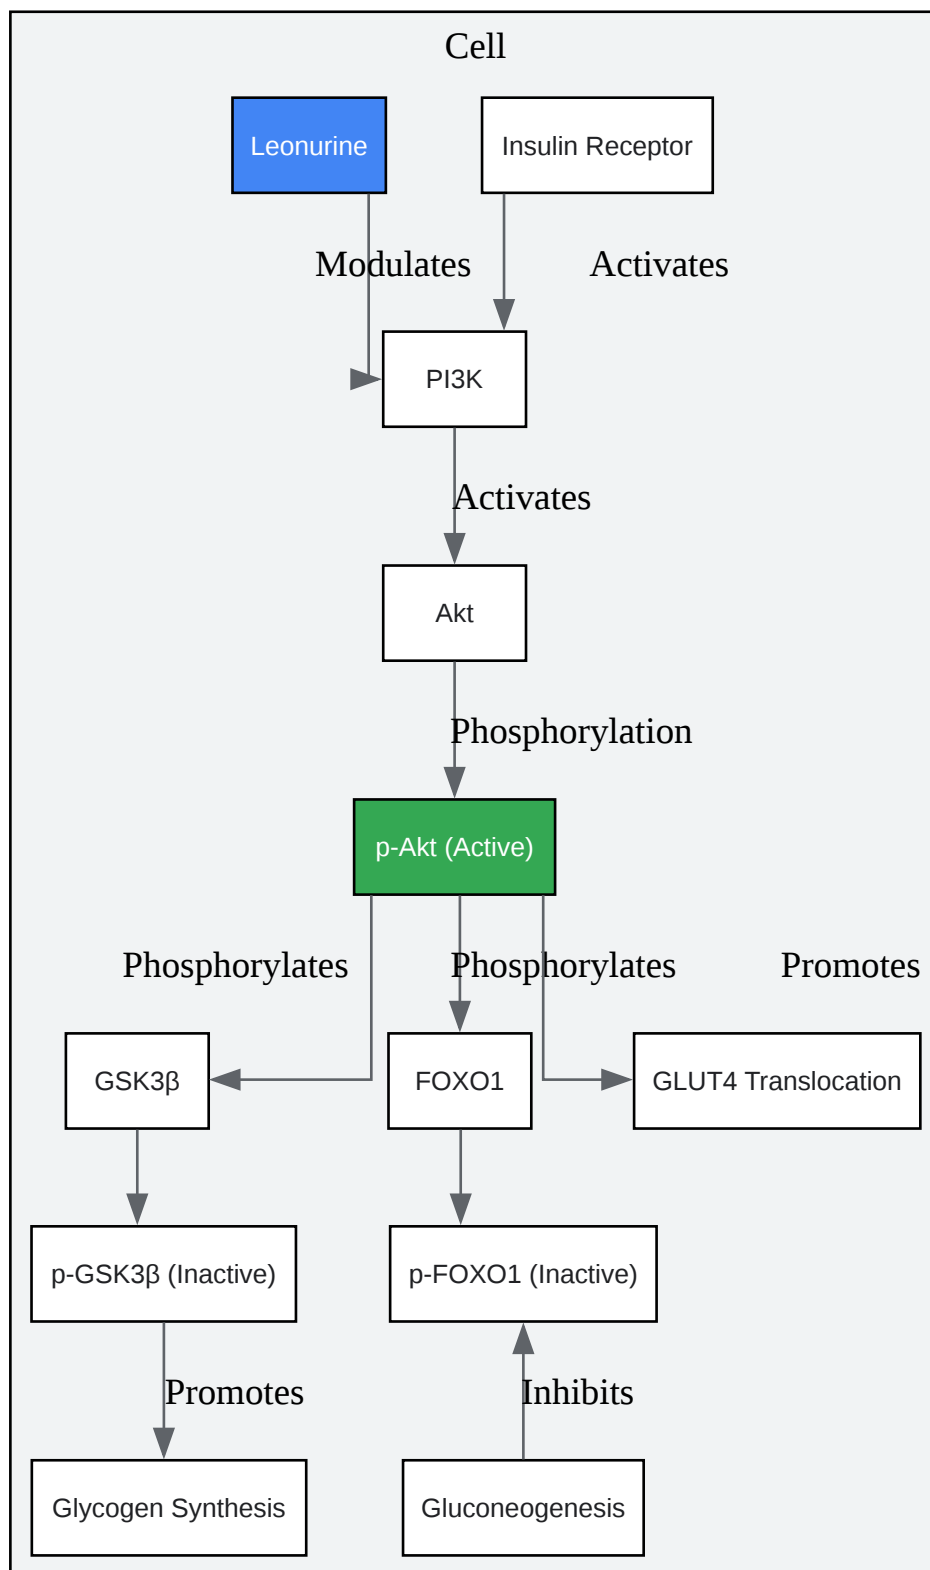 Cell
Leonurine
Insulin Receptor
Modulates
Activates
PI3K
Activates
Akt
Phosphorylation
p-Akt (Active)
Phosphorylates
Phosphorylates
Promotes
GSK3β
FOXO1
GLUT4 Translocation
p-GSK3β (Inactive)
p-FOXO1 (Inactive)
Promotes
Inhibits
Glycogen Synthesis
Gluconeogenesis